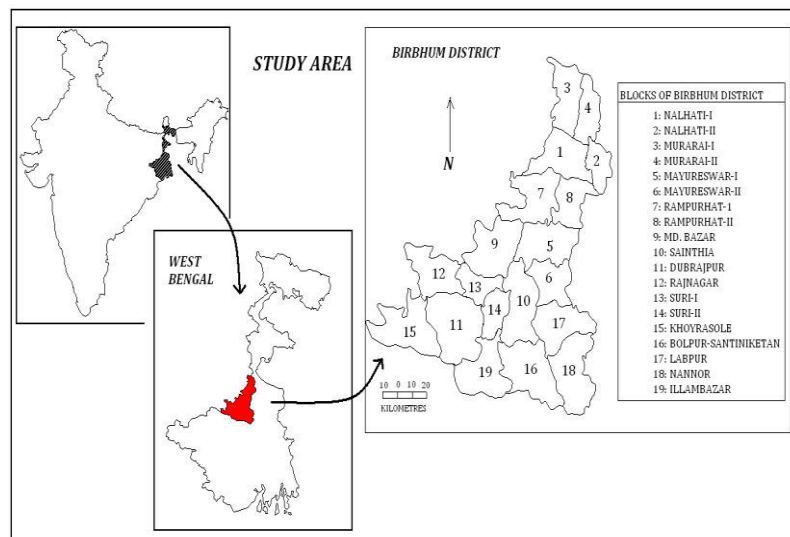 STUDY AREA
BIRBHUM DISTRICT
N
3
4
1
2
7
8
9
5
12
13
6
10
14
15
11
17
19
16
18
10 0 10 20
KILOMETRES
BLOCKS OF BIRBHUM DISTRICT
1: NALHATI-I
2: NALHATI-II
3: MURARAI-I
4: MURARAI-II
5: MAYURESWAR-I
6: MAYURESWAR-II
7: RAMPURHAT-1
8: RAMPURHAT-II
9: MD. BAZAR
10: SAINTHIA
11: DUBRAJPUR
12: RAJNAGAR
13: SURI-I
14: SURI-II
15: KHOYRASOLE
16: BOLPUR-SANTINIKETAN
17: LABPUR
18: NANNOR
19: ILLAMBAZAR
WEST
BENGAL